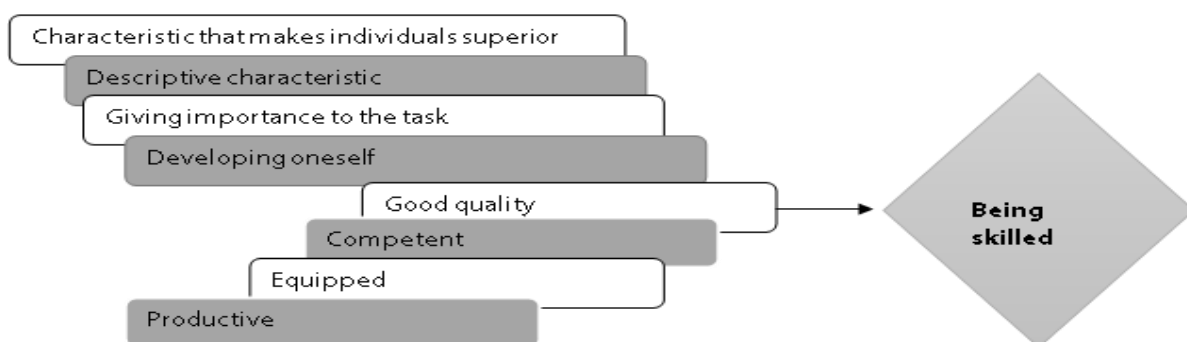 Characteristic that makes individuals superior
Descriptive characteristic
Giving importance to the task
Developing oneself
Good quality
Competent
Equipped
Productive
Being
skilled